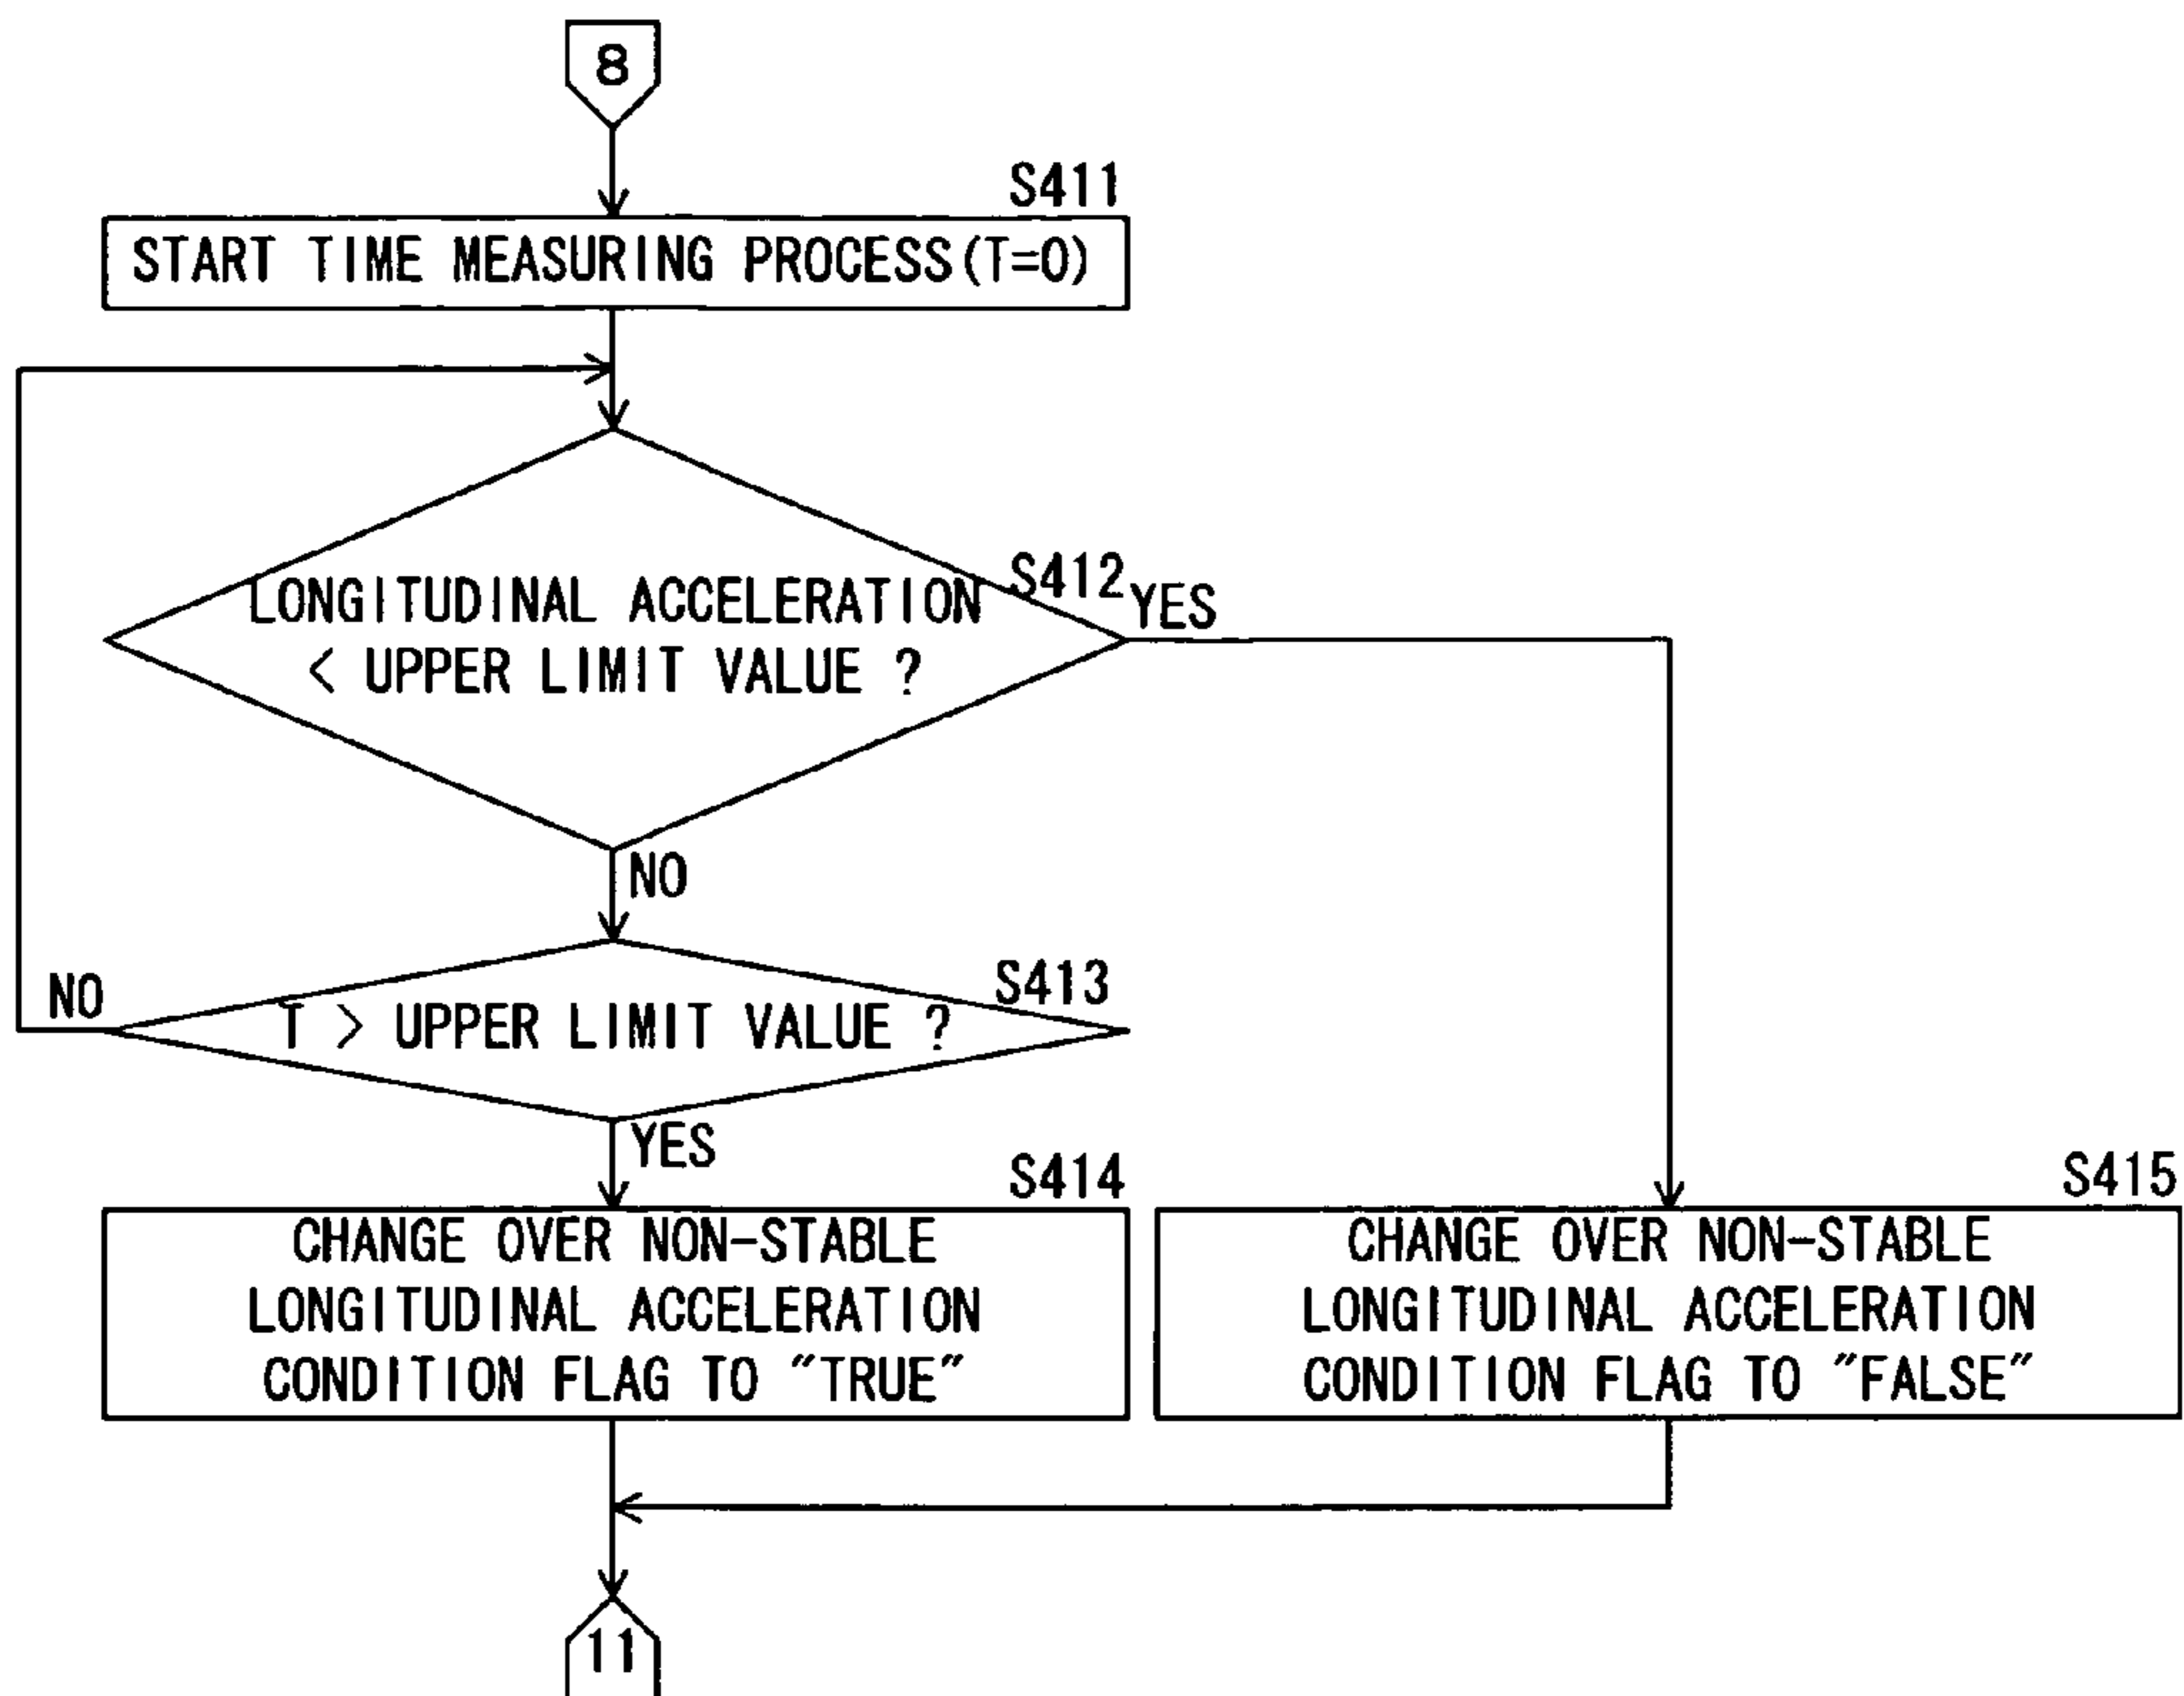 8
S411
START TIME MEASURING PROCESS(T=0)
S412
YES
LONGITUDINAL ACCELERATION
< UPPER LIMIT VALUE ?
NO
S413
NO
T > UPPER LIMIT VALUE ?
YES
S414
CHANGE OVER NON-STABLE
LONGITUDINAL ACCELERATION
CONDITION FLAG TO "TRUE"
S415
CHANGE OVER NON-STABLE
LONGITUDINAL ACCELERATION
CONDITION FLAG TO "FALSE"
11